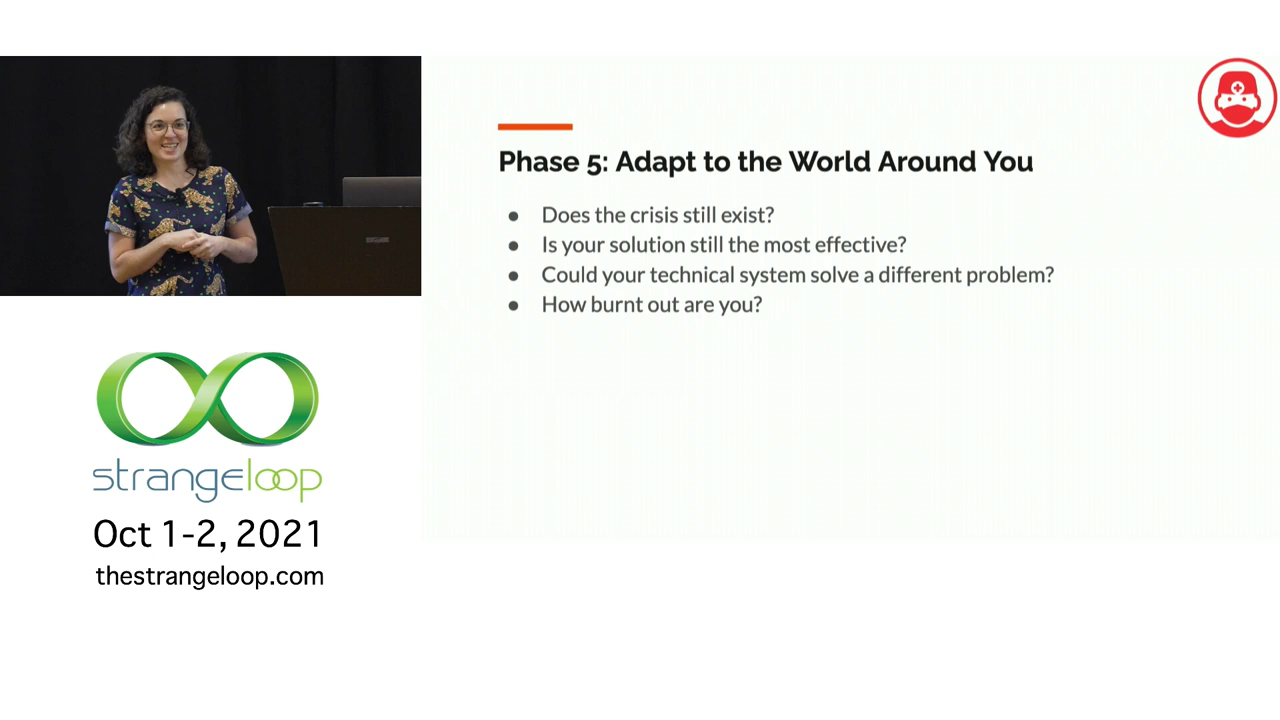 Phase 5: Adapt to the World Around You
● Does the crisis still exist?
● Is your solution still the most effective?
● Could your technical system solve a different problem?
● How burnt out are you?
strangeloop
Oct 1-2, 2021
thestrangeloop.com